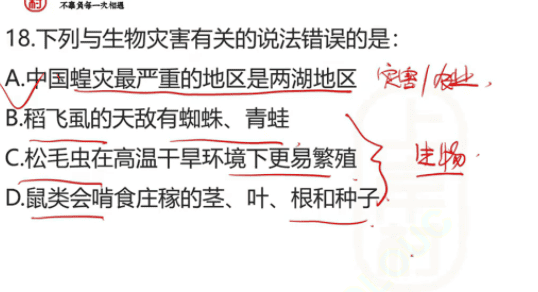 不辜负每一次相遇
18.下列与生物灾害有关的说法错误的是：
A.中国蝗灾最严重的地区是两湖地区 灾害/农业，
B.稻飞虱的天敌有蜘蛛、青蛙
C.松毛虫在高温干旱环境下更易繁殖 生物.
D.鼠类会啃食庄稼的茎、叶、根和种子